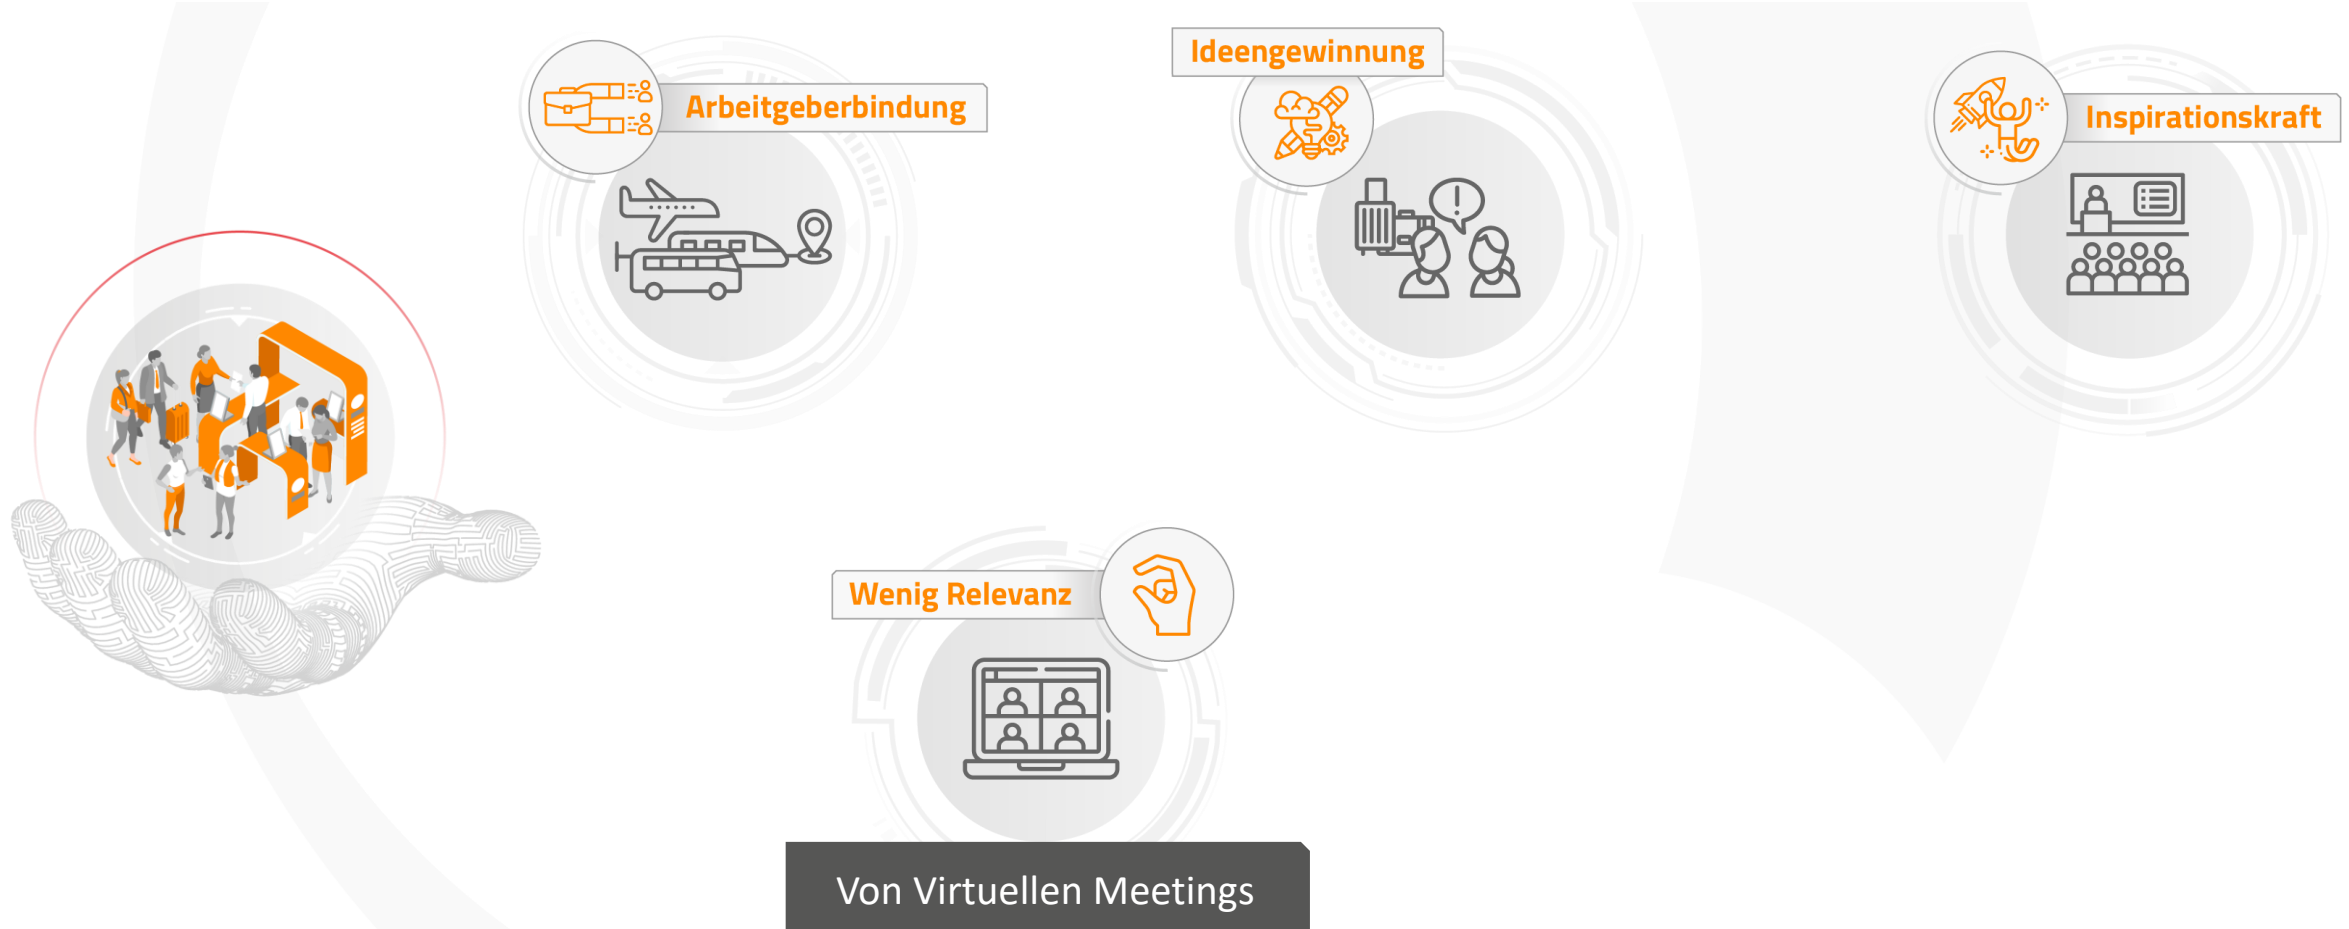 Arbeitgeberbindung
Ideengewinnung
Inspirationskraft
Wenig Relevanz
Von Virtuellen Meetings